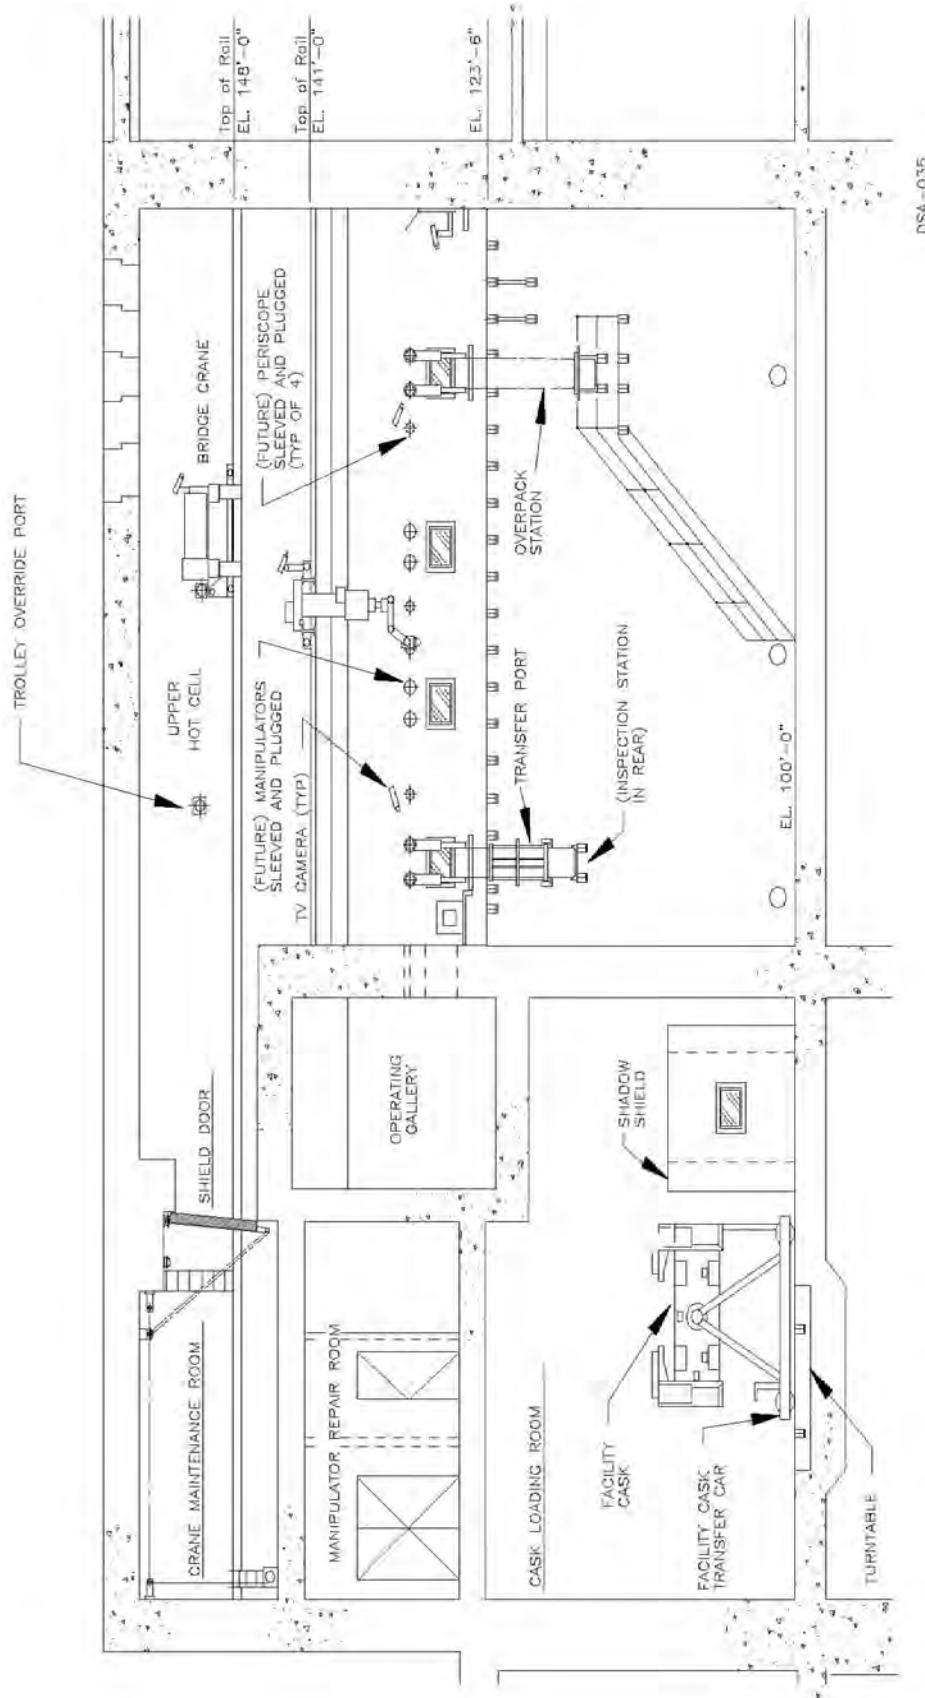 TROLLEY OVERRIDE PORT
Top of Rail
EL. 148'-0"
Top of Rail
EL. 141'-0"
EL. 123'-6"
BRIDGE CRANE
(FUTURE) PERISCOPE
SLEEVED AND PLUGGED
(TYP OF 4)
UPPER
HOT CELL
(FUTURE) MANIPULATORS
SLEEVED AND PLUGGED
TV CAMERA (TYP)
OVERPACK
STATION
TRANSFER PORT
(INSPECTION STATION
IN REAR)
EL. 100'-0"
SHIELD DOOR
OPERATING
GALLERY
SHADOW
SHIELD
CRANE MAINTENANCE ROOM
MANIPULATOR REPAIR ROOM
CASK LOADING ROOM
FACILITY
CASK
FACILITY CASK
TRANSFER CAR
TURNTABLE
DSA-035